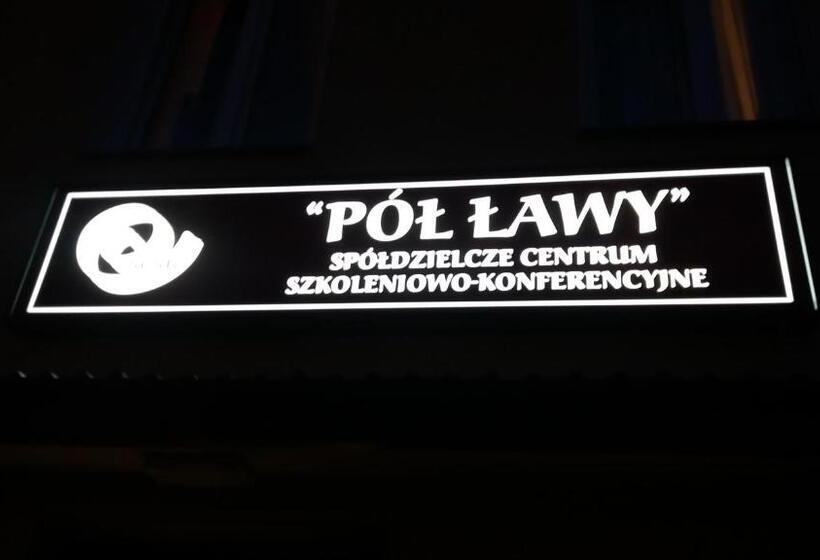 "PÓŁ ŁAWY"
SPÓŁDZIELCZE CENTRUM
SZKOLENIOWO-KONFERENCYJNE